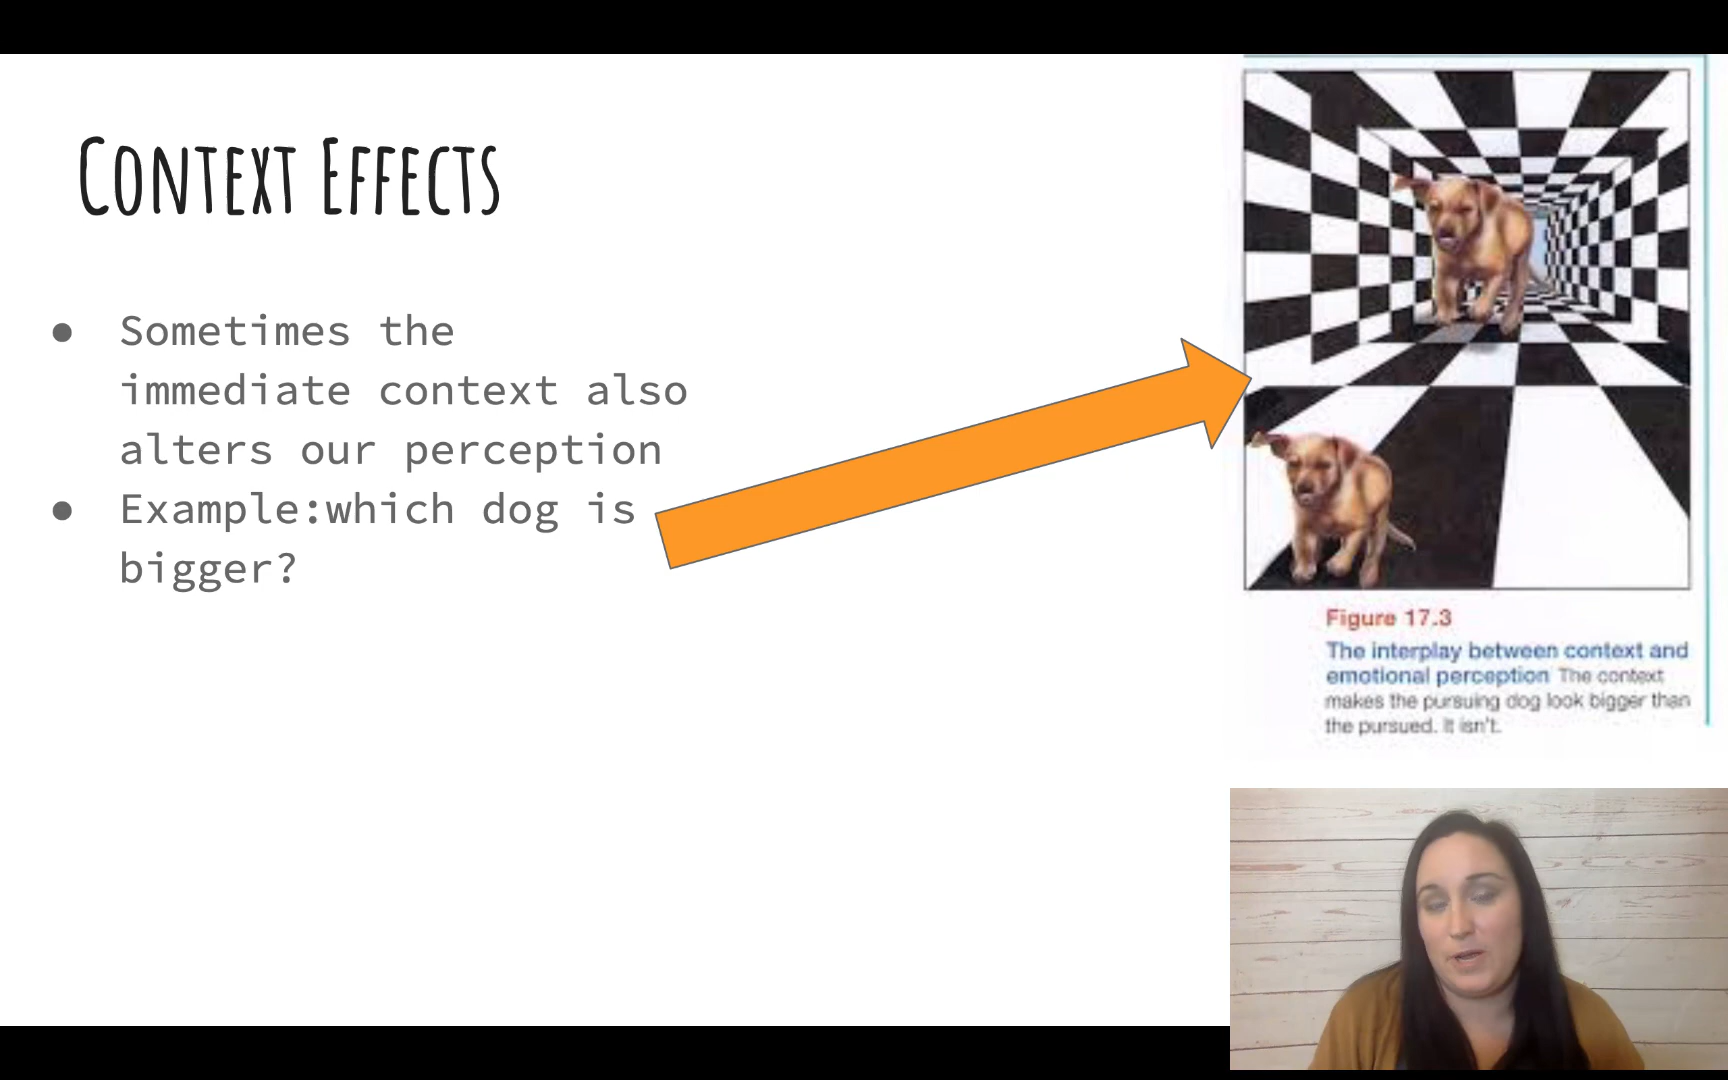 Context Effects
● Sometimes the
immediate context also
alters our perception
● Example:which dog is
bigger?
Figure 17.3
The interplay between context and
emotional perception The context
makes the pursuing dog look bigger than
the pursued. It isn't.